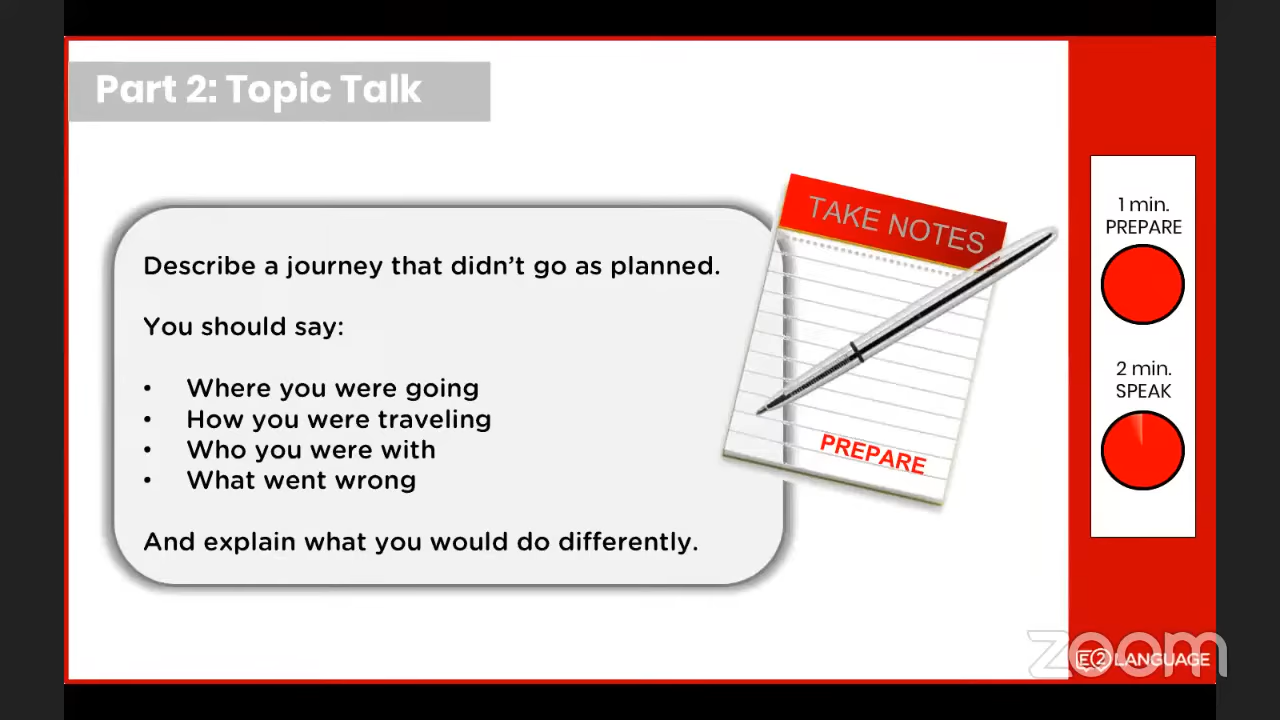 Part 2: Topic Talk
Describe a journey that didn't go as planned.
You should say:
• Where you were going
• How you were traveling
• Who you were with
• What went wrong
And explain what you would do differently.
TAKE NOTES
PREPARE
1 min.
PREPARE
2 min.
SPEAK
zoom
E2 LANGUAGE